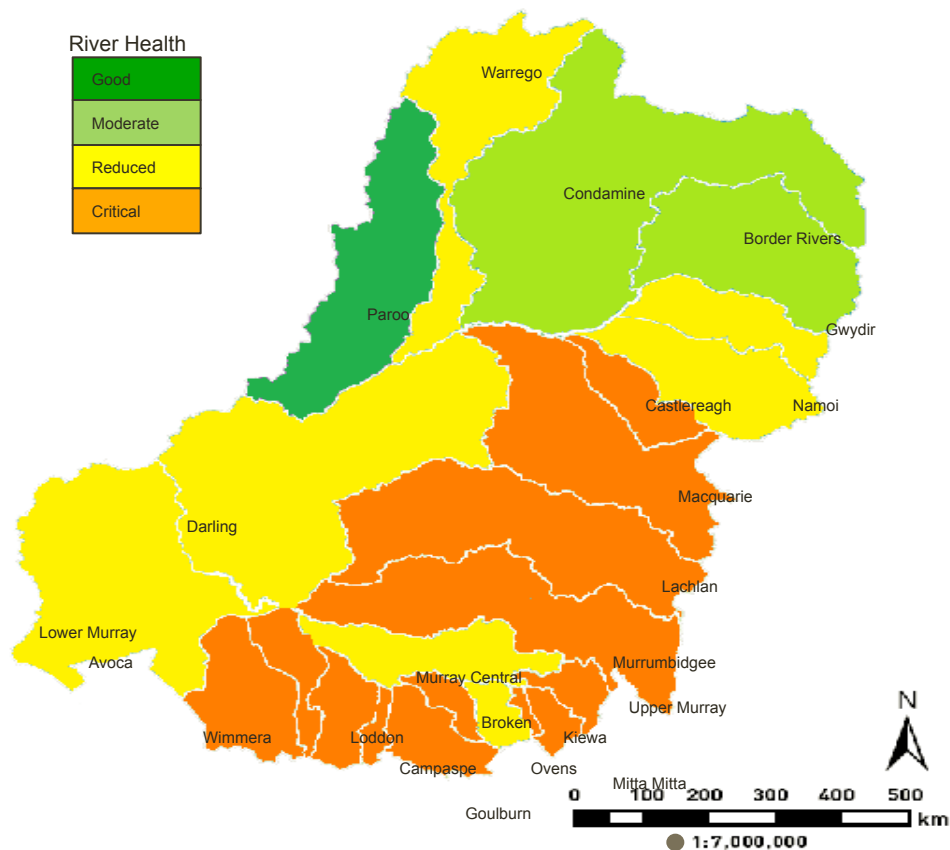 River Health
Good
Moderate
Reduced
Critical
Warrego
Condamine
Border Rivers
Paroo
Gwydir
Castlereagh
Namoi
Macquarie
Darling
Lachlan
Lower Murray
Avoca
Murrumbidgee
Murray Central
Upper Murray
Broken
Wimmera
Loddon
Kiewa
Campaspe
Ovens
Mitta Mitta
Goulburn
N
0 100 200 300 400 500
km
1:7,000,000